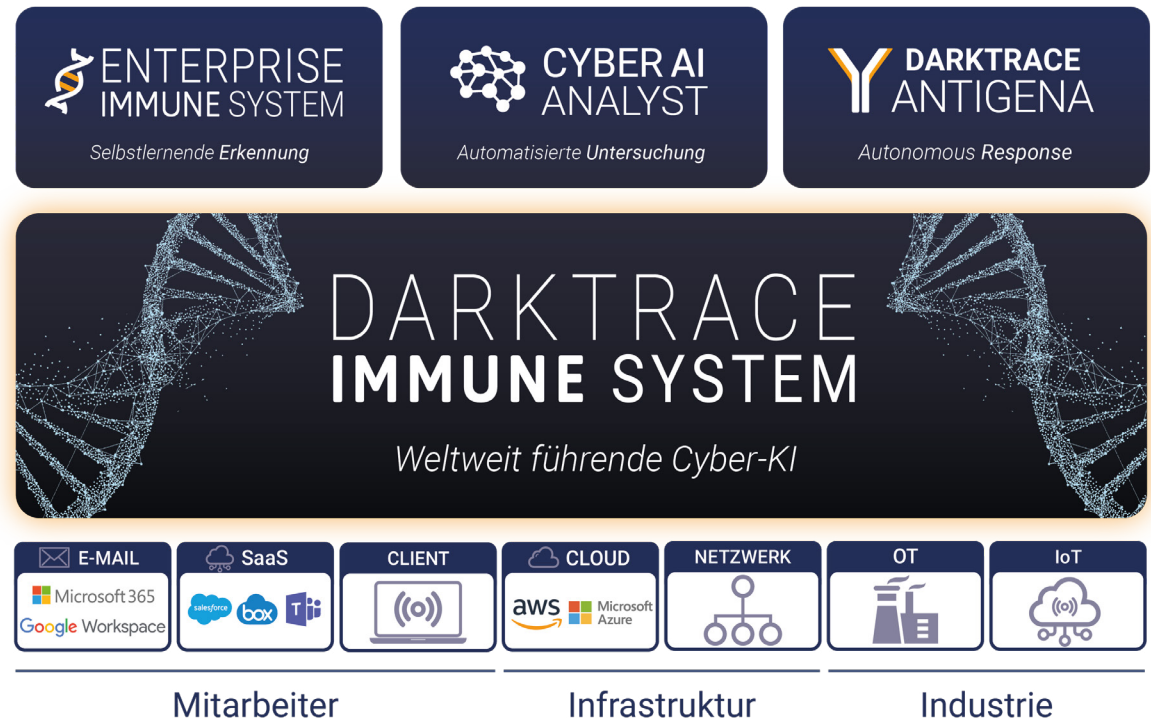 ENTERPRISE
IMMUNE SYSTEM
Selbstlernende Erkennung
CYBER AI
ANALYST
Automatisierte Untersuchung
DARKTRACE
ANTIGENA
Autonomous Response
DARKTRACE
IMMUNE SYSTEM
Weltweit führende Cyber-KI
E-MAIL
Microsoft 365
Google Workspace
SaaS
salesforce
box
T
CLIENT
CLOUD
aws
Microsoft
Azure
NETZWERK
OT
IoT
Mitarbeiter
Infrastruktur
Industrie